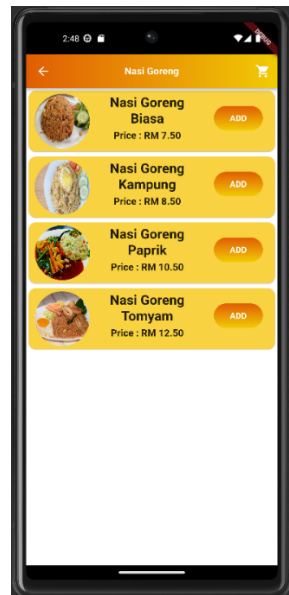 2:48
DEBUG
Nasi Goreng
Nasi Goreng
Biasa
Price : RM 7.50
ADD
Nasi Goreng
Kampung
Price : RM 8.50
ADD
Nasi Goreng
Paprik
Price : RM 10.50
ADD
Nasi Goreng
Tomyam
Price : RM 12.50
ADD